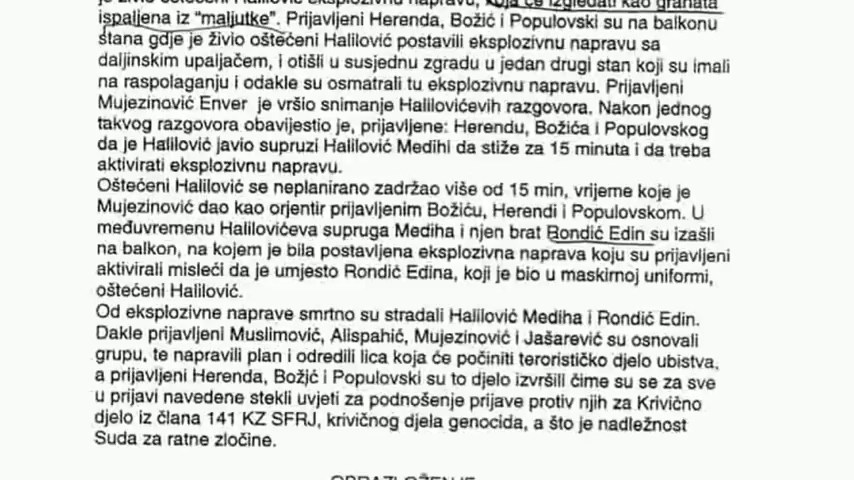 je živio oštećeni Halilović eksplozivnu napravu, koja će izgledati kao granata
ispaljena iz "maljutke". Prijavljeni Herenda, Božić i Populovski su na balkonu
stana gdje je živio oštećeni Halilović postavili eksplozivnu napravu sa
daljinskim upaljačem, i otišli u susjednu zgradu u jedan drugi stan koji su imali
na raspolaganju i odakle su osmatrali tu eksplozivnu napravu. Prijavljeni
Mujezinović Enver je vršio snimanje Halilovićevih razgovora. Nakon jednog
takvog razgovora obavijestio je, prijavljene: Herendu, Božića i Populovskog
da je Halilović javio supruzi Halilović Medihi da stiže za 15 minuta i da treba
aktivirati eksplozivnu napravu.
Oštećeni Halilović se neplanirano zadržao više od 15 min, vrijeme koje je
Mujezinović dao kao orjentir prijavljenim Božiću, Herendi i Populovskom. U
međuvremenu Halilovićeva supruga Mediha i njen brat Rondić Edin su izašli
na balkon, na kojem je bila postavljena eksplozivna naprava koju su prijavljeni
aktivirali misleći da je umjesto Rondić Edina, koji je bio u maskirnoj uniformi,
oštećeni Halilović.
Od eksplozivne naprave smrtno su stradali Halilović Mediha i Rondić Edin.
Dakle prijavljeni Muslimović, Alispahić, Mujezinović i Jašarević su osnovali
grupu, te napravili plan i odredili lica koja će počiniti terorističko djelo ubistva,
a prijavljeni Herenda, Božić i Populovski su to djelo izvršili čime su se za sve
u prijavi navedene stekli uvjeti za podnošenje prijave protiv njih za Krivično
djelo iz člana 141 KZ SFRJ, krivičnog djela genocida, a što je nadležnost
Suda za ratne zločine.
OBRAZLOŽENJE